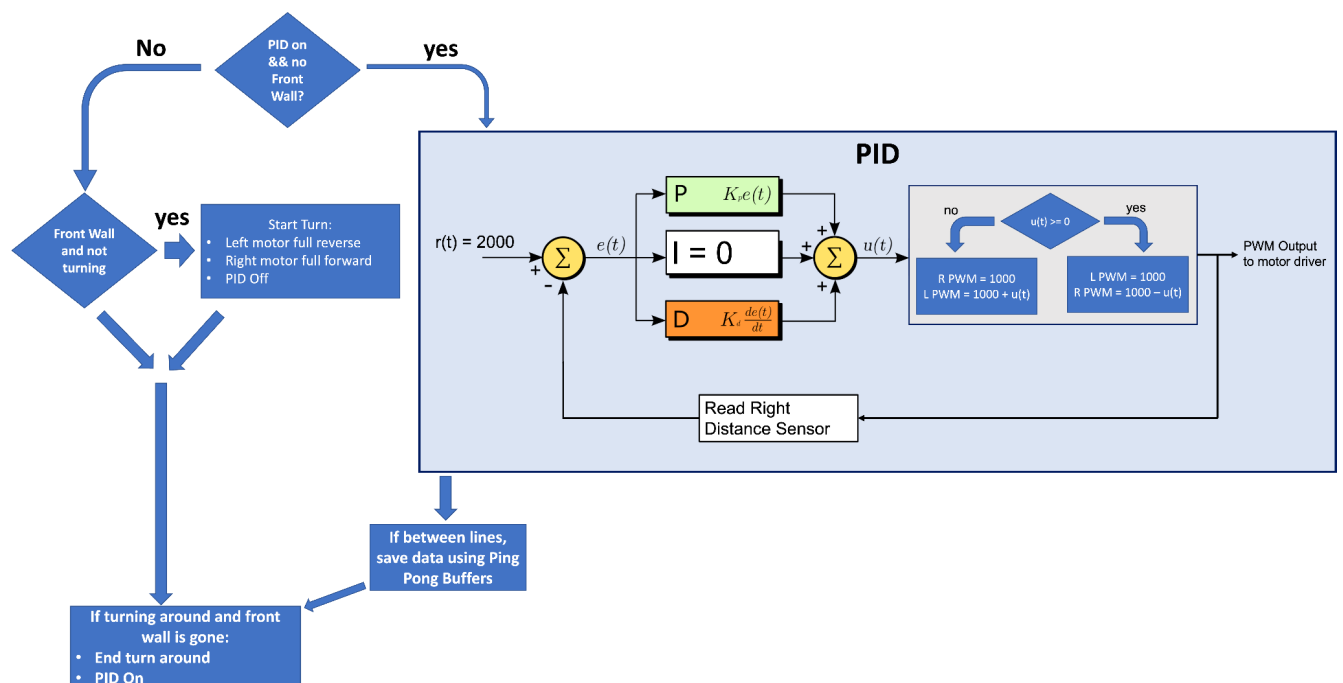 No
PID on
&& no
Front
Wall?
yes
Front Wall
and not
turning
yes
Start Turn:
• Left motor full reverse
• Right motor full forward
• PID Off
PID
r(t) = 2000
+
-
Σ
e(t)
P K_p e(t)
I = 0
D K_d de(t)/dt
+
+
+
Σ
u(t)
no
u(t) >= 0
yes
R PWM = 1000
L PWM = 1000 + u(t)
L PWM = 1000
R PWM = 1000 – u(t)
PWM Output
to motor driver
Read Right
Distance Sensor
If between lines,
save data using Ping
Pong Buffers
If turning around and front
wall is gone:
• End turn around
• PID On